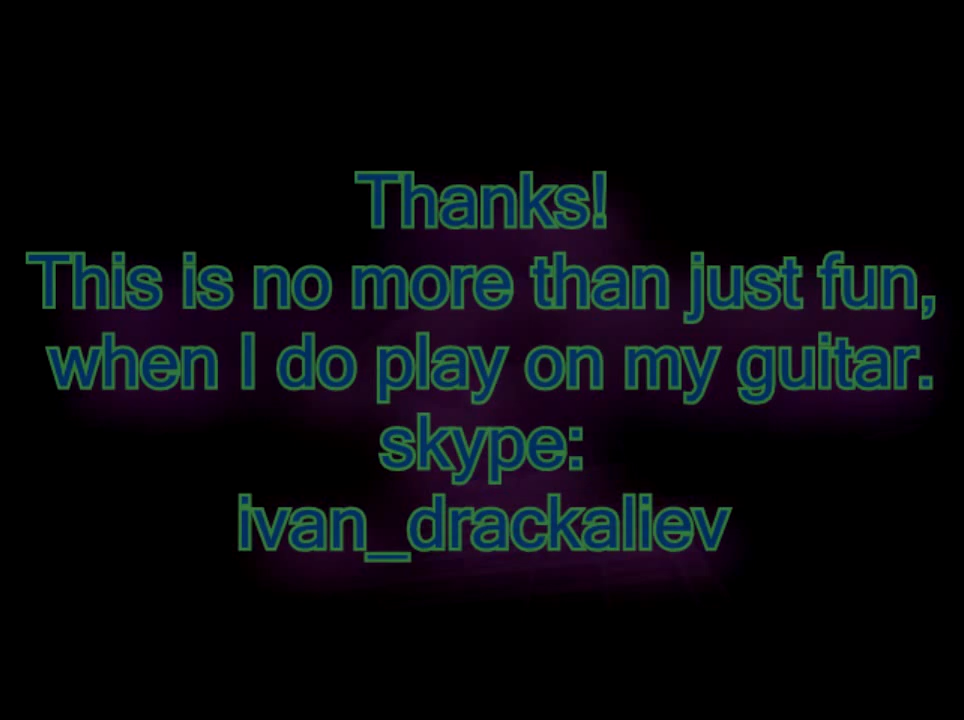 Thanks!
This is no more than just fun,
when I do play on my guitar.
skype:
ivan_drackaliev